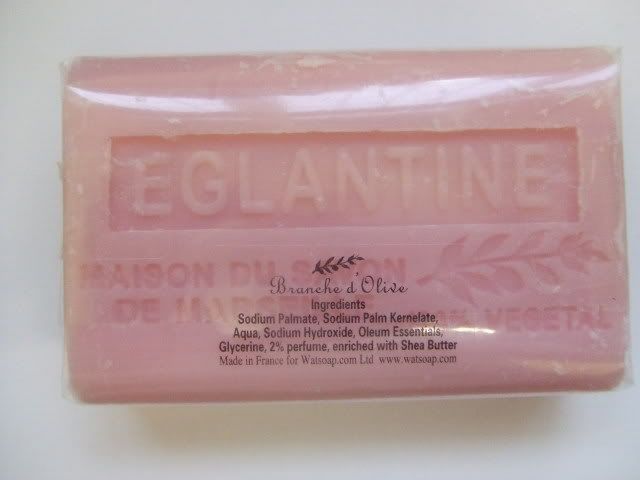 EGLANTINE
MAISON DU SAVON
DE MARSEILLE
VEGETAL
Branche d'Olive
Ingredients
Sodium Palmate, Sodium Palm Kernelate,
Aqua, Sodium Hydroxide, Oleum Essentials,
Glycerine, 2% perfume, enriched with Shea Butter
Made in France for Watsoap.com Ltd www.watsoap.com